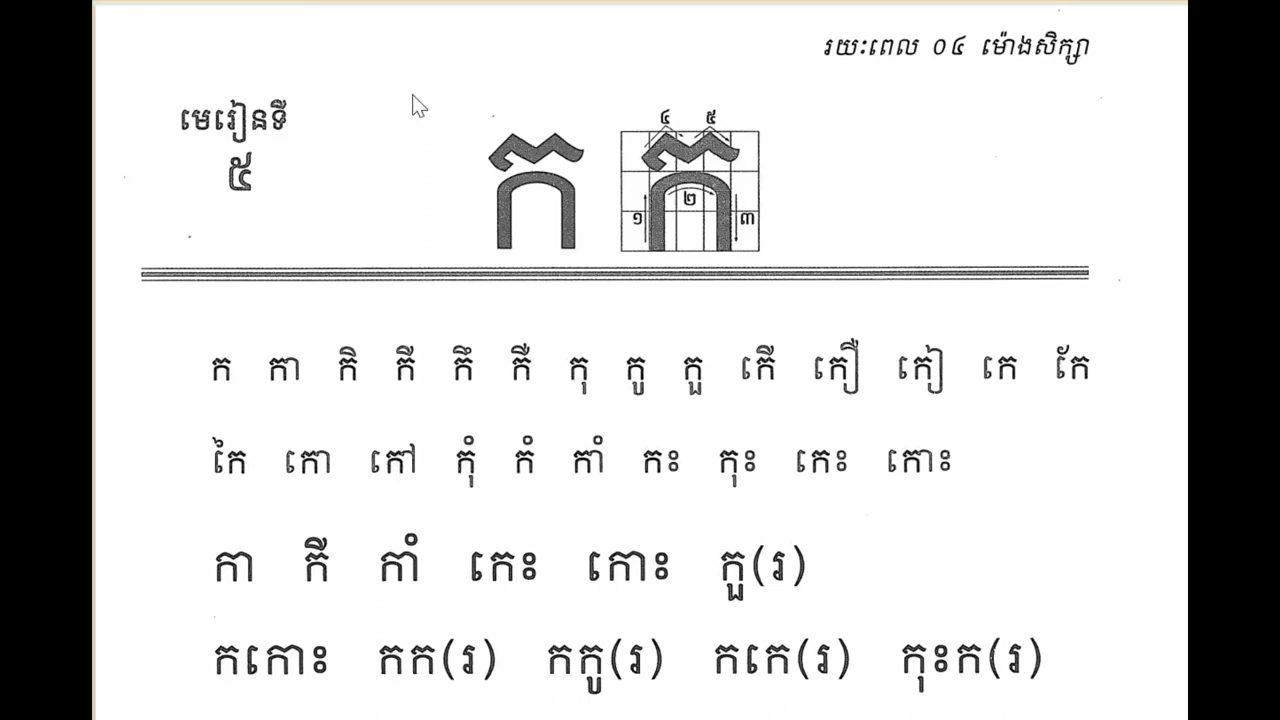 រយៈពេល ០៤ ម៉ោងសិក្សា
មេរៀនទី
៥
ក ក
១ ២ ៣ ៤ ៥
ក កា កិ កី កឹ កឺ កុ កូ កួ កើ កឿ កៀ កេ កែ
កៃ កោ កៅ កុំ កំ កាំ កះ កុះ កេះ កោះ
កា កី កាំ កេះ កោះ កួ(រ)
កកោះ កក(រ) កកូ(រ) កកេ(រ) កុះក(រ)